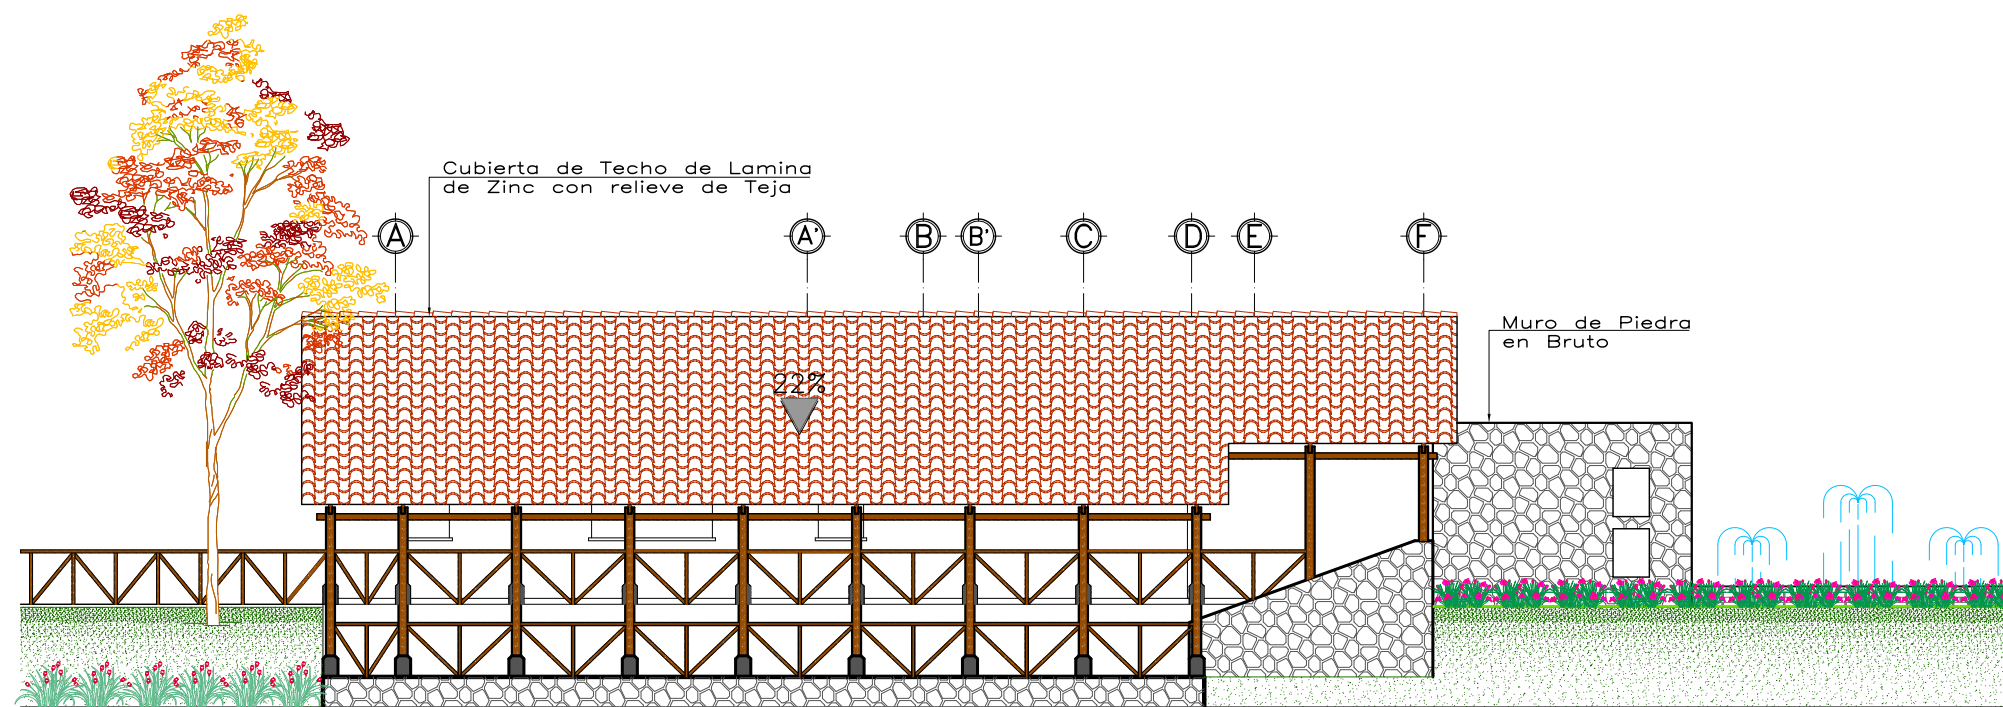 Cubierta de Techo de Lamina
de Zinc con relieve de Teja
A A' B B' C D E F
Muro de Piedra
en Bruto
22%